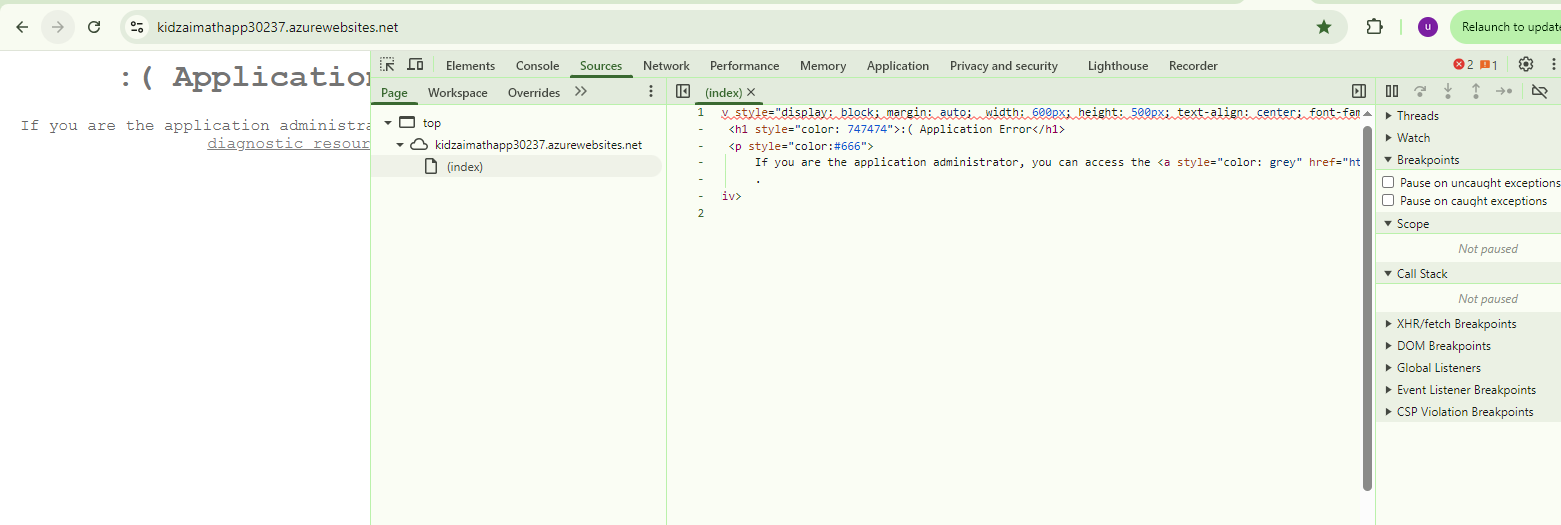 kidzaimathapp30237.azurewebsites.net
U
Relaunch to update
:( Application
If you are the application administra
diagnostic resour
Elements Console Sources Network Performance Memory Application Privacy and security Lighthouse Recorder 2 1
Page Workspace Overrides (index)
top
kidzaimathapp30237.azurewebsites.net
(index)
1 v style="display: block; margin: auto;  width: 600px; height: 500px; text-align: center; font-fam
- <h1 style="color: 747474">:( Application Error</h1>
- <p style="color:#666">
- If you are the application administrator, you can access the <a style="color: grey" href="ht
- .
- iv>
2
Threads
Watch
Breakpoints
Pause on uncaught exceptions
Pause on caught exceptions
Scope
Not paused
Call Stack
Not paused
XHR/fetch Breakpoints
DOM Breakpoints
Global Listeners
Event Listener Breakpoints
CSP Violation Breakpoints